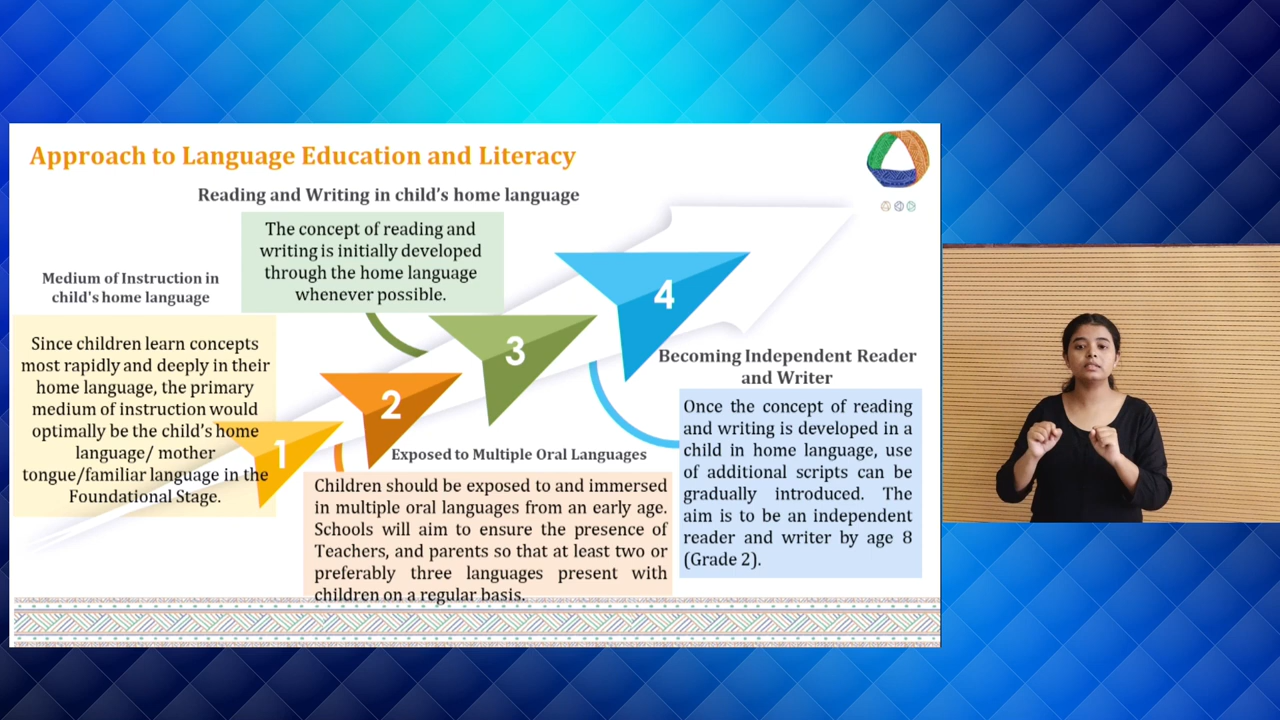 Approach to Language Education and Literacy
Reading and Writing in child's home language
The concept of reading and
writing is initially developed
through the home language
whenever possible.
Medium of Instruction in
child's home language
Since children learn concepts
most rapidly and deeply in their
home language, the primary
medium of instruction would
optimally be the child's home
language/ mother
tongue/familiar language in the
Foundational Stage.
1
2
3
4
Exposed to Multiple Oral Languages
Children should be exposed to and immersed
in multiple oral languages from an early age.
Schools will aim to ensure the presence of
Teachers, and parents so that at least two or
preferably three languages present with
children on a regular basis.
Becoming Independent Reader
and Writer
Once the concept of reading
and writing is developed in a
child in home language, use
of additional scripts can be
gradually introduced. The
aim is to be an independent
reader and writer by age 8
(Grade 2).